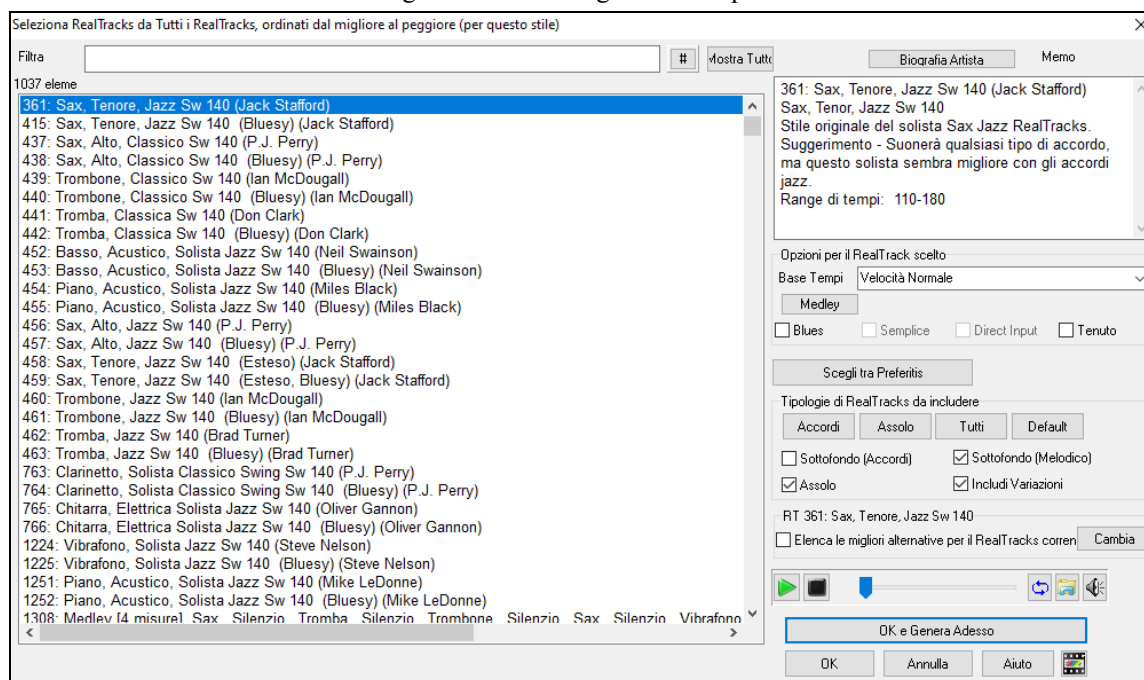 Seleziona RealTracks da Tutti i RealTracks, ordinati dal migliore al peggiore (per questo stile)
Filtra
#
Mostra Tutto
1037 eleme
361: Sax, Tenore, Jazz Sw 140 (Jack Stafford)
415: Sax, Tenore, Jazz Sw 140 (Bluesy) (Jack Stafford)
437: Sax, Alto, Classico Sw 140 (P.J. Perry)
438: Sax, Alto, Classico Sw 140 (Bluesy) (P.J. Perry)
439: Trombone, Classico Sw 140 (Ian McDougall)
440: Trombone, Classico Sw 140 (Bluesy) (Ian McDougall)
441: Tromba, Classica Sw 140 (Don Clark)
442: Tromba, Classica Sw 140 (Bluesy) (Don Clark)
452: Basso, Acustico, Solista Jazz Sw 140 (Neil Swainson)
453: Basso, Acustico, Solista Jazz Sw 140 (Bluesy) (Neil Swainson)
454: Piano, Acustico, Solista Jazz Sw 140 (Miles Black)
455: Piano, Acustico, Solista Jazz Sw 140 (Bluesy) (Miles Black)
456: Sax, Alto, Jazz Sw 140 (P.J. Perry)
457: Sax, Alto, Jazz Sw 140 (Bluesy) (P.J. Perry)
458: Sax, Tenore, Jazz Sw 140 (Esteso) (Jack Stafford)
459: Sax, Tenore, Jazz Sw 140 (Esteso, Bluesy) (Jack Stafford)
460: Trombone, Jazz Sw 140 (Ian McDougall)
461: Trombone, Jazz Sw 140 (Bluesy) (Ian McDougall)
462: Tromba, Jazz Sw 140 (Brad Turner)
463: Tromba, Jazz Sw 140 (Bluesy) (Brad Turner)
763: Clarinetto, Solista Classico Swing Sw 140 (P.J. Perry)
764: Clarinetto, Solista Classico Swing Sw 140 (Bluesy) (P.J. Perry)
765: Chitarra, Elettrica Solista Jazz Sw 140 (Oliver Gannon)
766: Chitarra, Elettrica Solista Jazz Sw 140 (Bluesy) (Oliver Gannon)
1224: Vibrafono, Solista Jazz Sw 140 (Steve Nelson)
1225: Vibrafono, Solista Jazz Sw 140 (Bluesy) (Steve Nelson)
1251: Piano, Acustico, Solista Jazz Sw 140 (Mike LeDonne)
1252: Piano, Acustico, Solista Jazz Sw 140 (Bluesy) (Mike LeDonne)
1308: Medley [4 misure] Sax Silenzio Tromba Silenzio Trombone Silenzio Sax Silenzio Vibrafono
Biografia Artista
Memo
361: Sax, Tenore, Jazz Sw 140 (Jack Stafford)
Sax, Tenor, Jazz Sw 140
Stile originale del solista Sax Jazz RealTracks.
Suggerimento - Suonerà qualsiasi tipo di accordo,
ma questo solista sembra migliore con gli accordi
jazz.
Range di tempi: 110-180
Opzioni per il RealTrack scelto
Base Tempi Velocità Normale
Medley
Blues Semplice Direct Input Tenuto
Scegli tra Preferitis
Tipologie di RealTracks da includere
Accordi Assolo Tutti Default
Sottofondo (Accordi) Sottofondo (Melodico)
Assolo Includi Variazioni
RT 361: Sax, Tenore, Jazz Sw 140
Elenca le migliori alternative per il RealTracks corren Cambia
OK e Genera Adesso
OK Annulla Aiuto